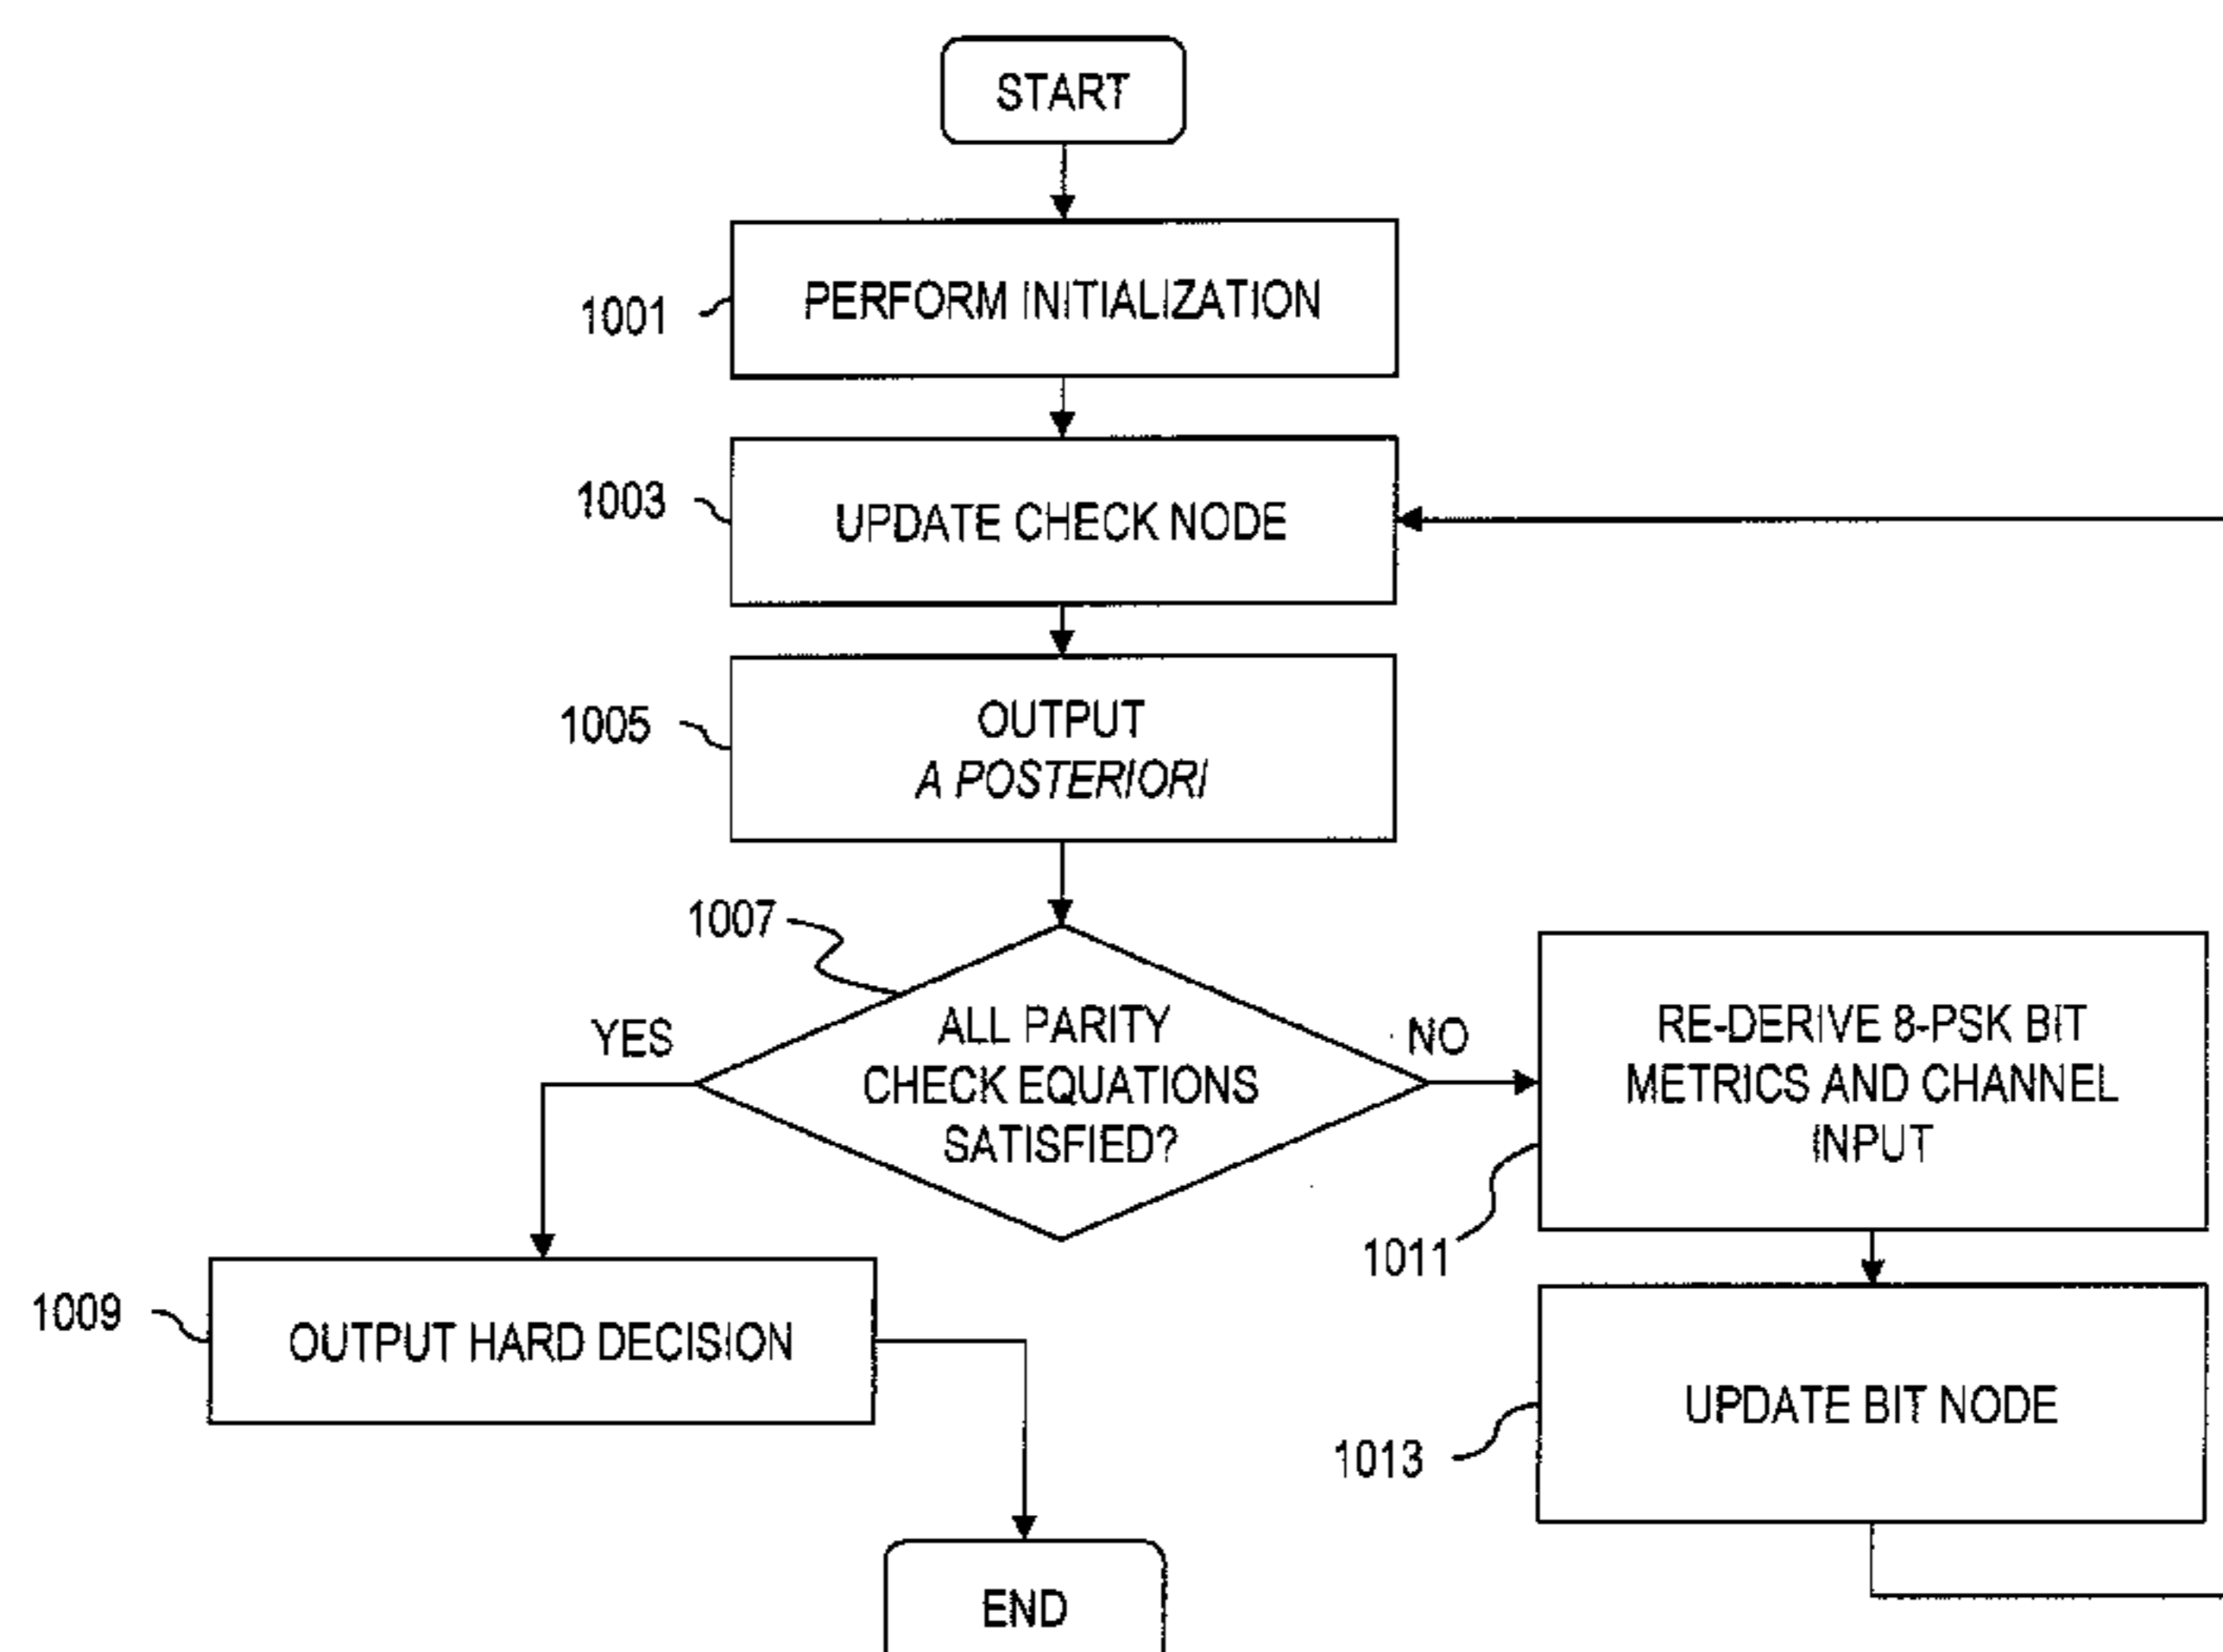 START
1001
PERFORM INITIALIZATION
1003
UPDATE CHECK NODE
1005
OUTPUT
A POSTERIORI
1007
YES
ALL PARITY
CHECK EQUATIONS
SATISFIED?
NO
RE-DERIVE 8-PSK BIT
METRICS AND CHANNEL
INPUT
1011
1009
OUTPUT HARD DECISION
UPDATE BIT NODE
1013
END